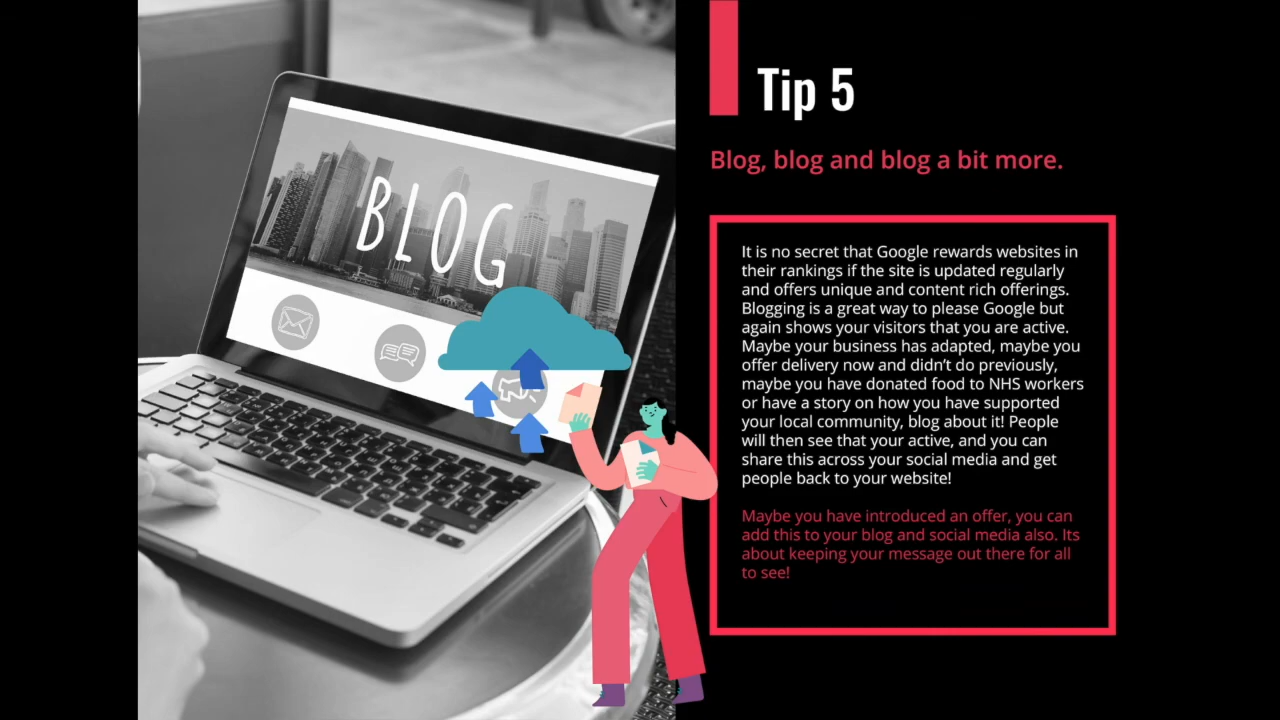 BLOG
Tip 5
Blog, blog and blog a bit more.
It is no secret that Google rewards websites in
their rankings if the site is updated regularly
and offers unique and content rich offerings.
Blogging is a great way to please Google but
again shows your visitors that you are active.
Maybe your business has adapted, maybe you
offer delivery now and didn't do previously,
maybe you have donated food to NHS workers
or have a story on how you have supported
your local community, blog about it! People
will then see that your active, and you can
share this across your social media and get
people back to your website!
Maybe you have introduced an offer, you can
add this to your blog and social media also. Its
about keeping your message out there for all
to see!